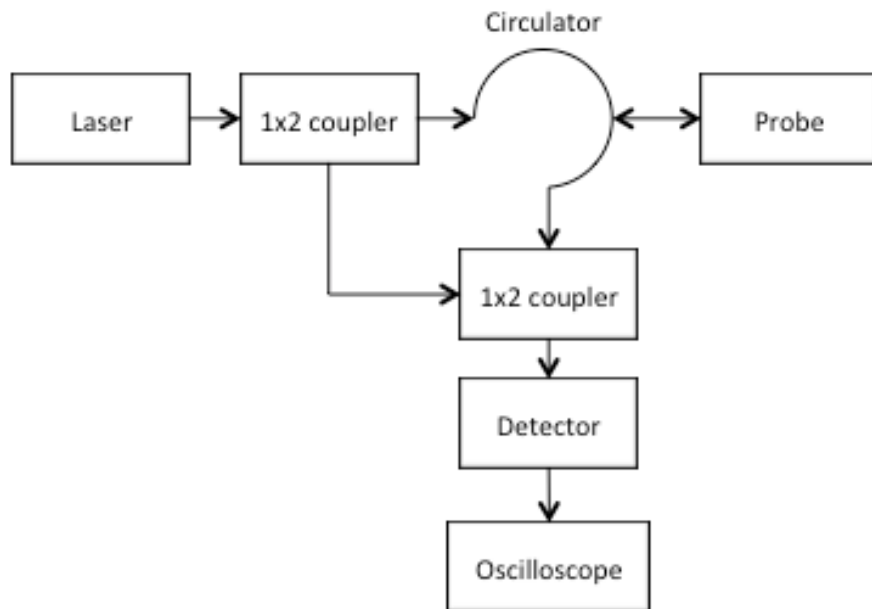 Circulator
Laser
1x2 coupler
Probe
1x2 coupler
Detector
Oscilloscope